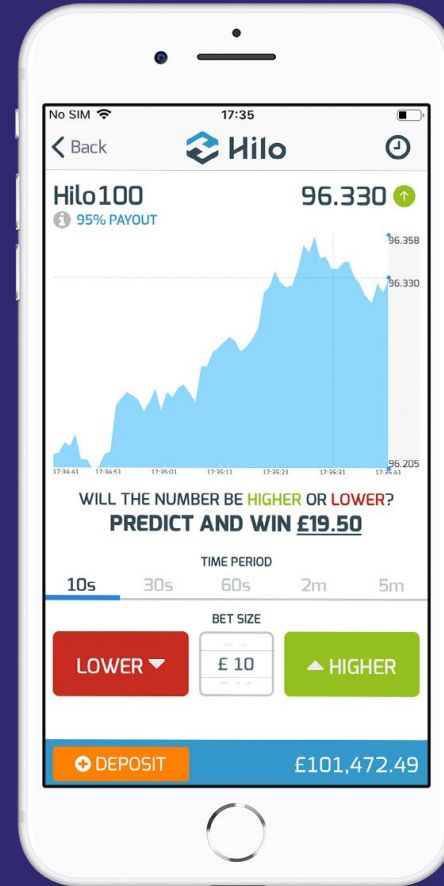 No SIM 17:35
Back Hilo
Hilo100 96.330
95% PAYOUT
96.358
96.330
96.205
17:34:41 17:34:51 17:35:01 17:35:11 17:35:21 17:35:31 17:35:41
WILL THE NUMBER BE HIGHER OR LOWER?
PREDICT AND WIN £19.50
TIME PERIOD
10s 30s 60s 2m 5m
BET SIZE
LOWER £ 10 HIGHER
DEPOSIT £101,472.49